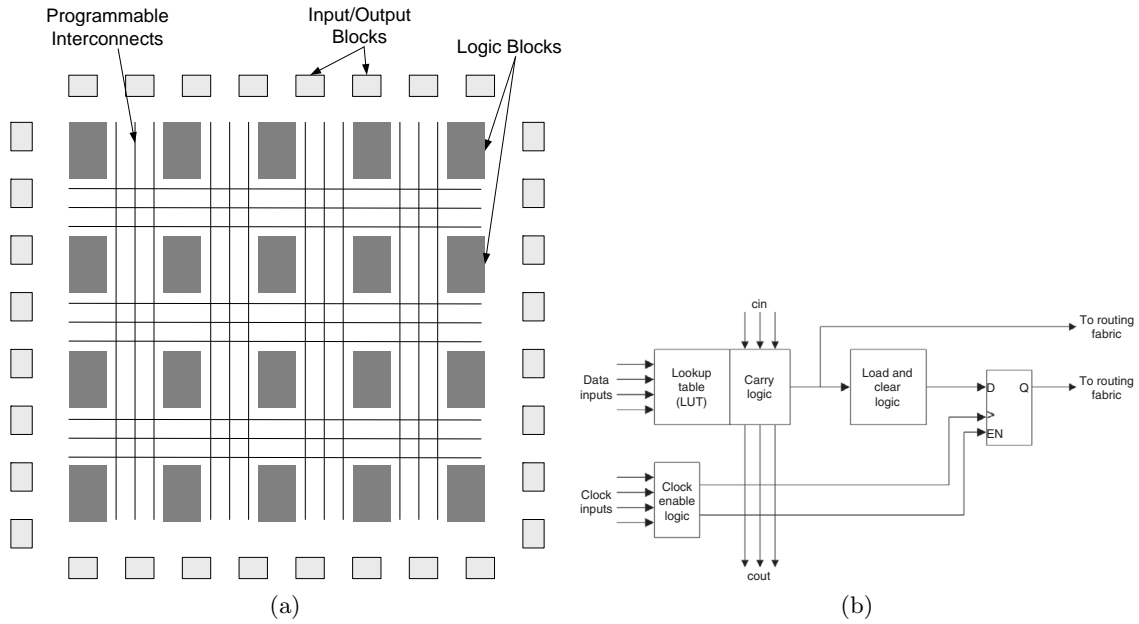 Programmable
Interconnects
Input/Output
Blocks
Logic Blocks
(a)
cin
Data
inputs
Lookup
table
(LUT)
Carry
logic
Load and
clear
logic
D
Q
>
EN
To routing
fabric
To routing
fabric
Clock
inputs
Clock
enable
logic
cout
(b)